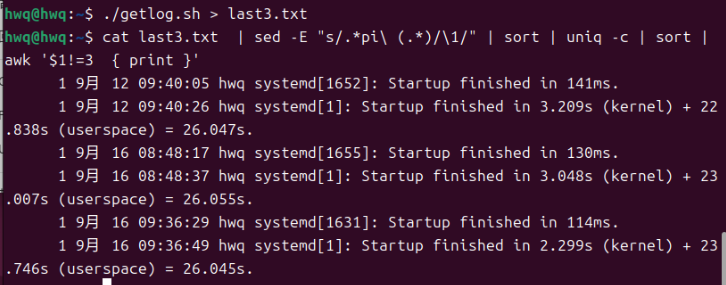 hwq@hwq:~$ ./getlog.sh > last3.txt
hwq@hwq:~$ cat last3.txt  | sed -E "s/.*pi\ (.*)/\1/" | sort | uniq -c | sort |
awk '$1!=3  { print }'
      1 9月 12 09:40:05 hwq systemd[1652]: Startup finished in 141ms.
      1 9月 12 09:40:26 hwq systemd[1]: Startup finished in 3.209s (kernel) + 22
.838s (userspace) = 26.047s.
      1 9月 16 08:48:17 hwq systemd[1655]: Startup finished in 130ms.
      1 9月 16 08:48:37 hwq systemd[1]: Startup finished in 3.048s (kernel) + 23
.007s (userspace) = 26.055s.
      1 9月 16 09:36:29 hwq systemd[1631]: Startup finished in 114ms.
      1 9月 16 09:36:49 hwq systemd[1]: Startup finished in 2.299s (kernel) + 23
.746s (userspace) = 26.045s.